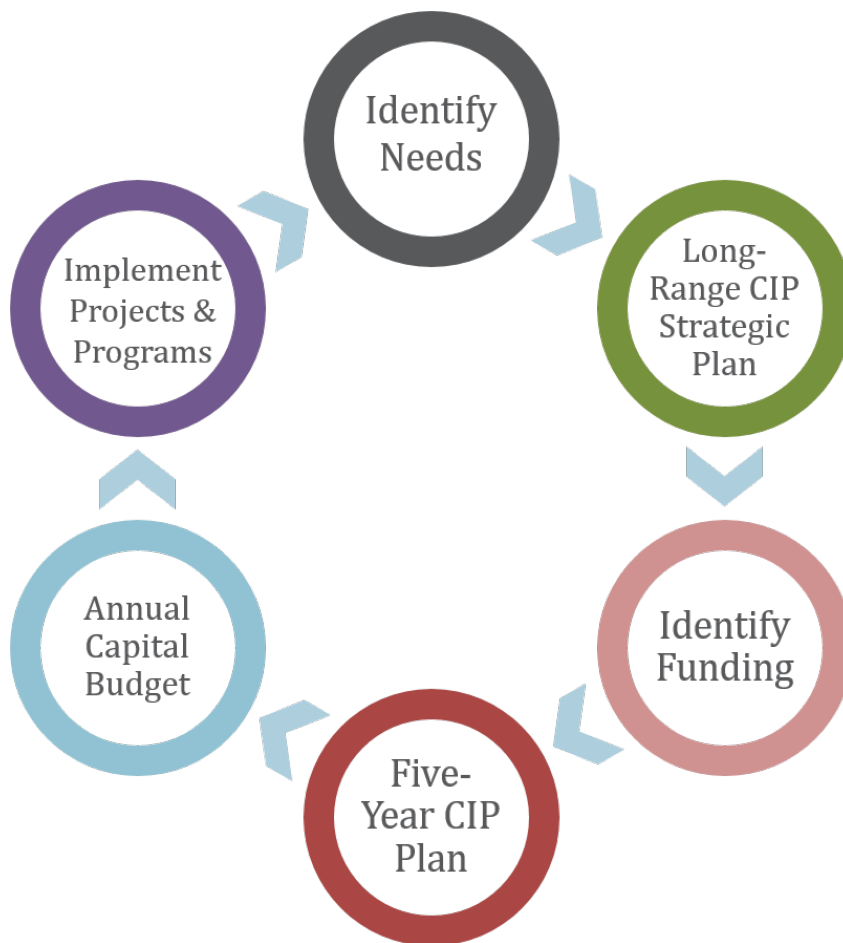 Identify
Needs
Long-
Range CIP
Strategic
Plan
Identify
Funding
Five-
Year CIP
Plan
Annual
Capital
Budget
Implement
Projects &
Programs